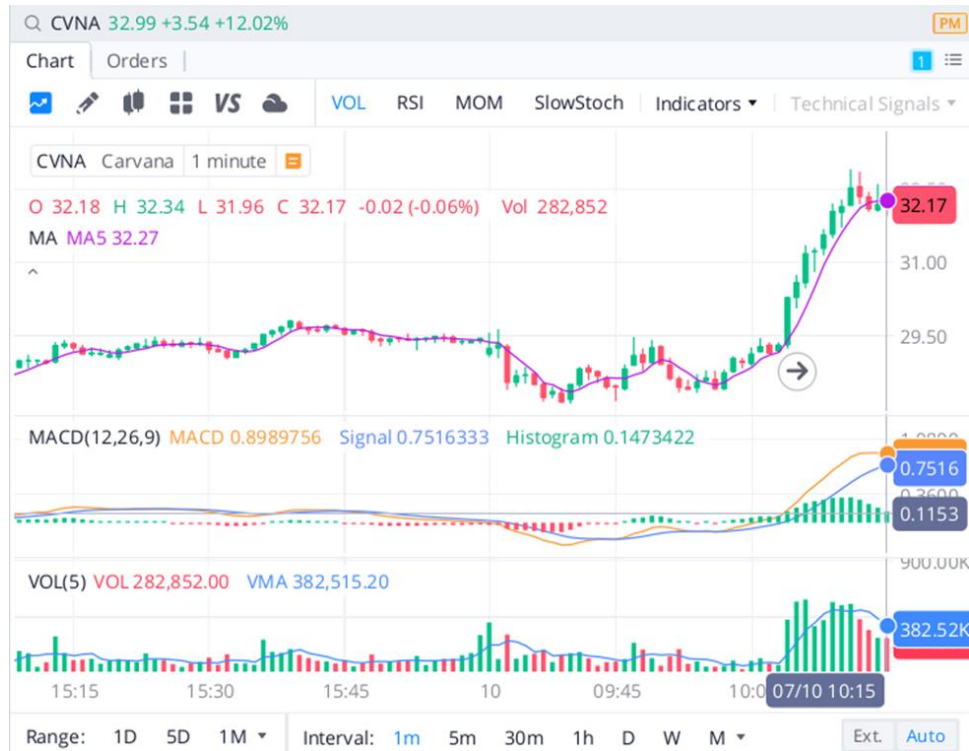 CVNA 32.99 +3.54 +12.02% PM
Chart Orders 1
VS VOL RSI MOM SlowStoch Indicators Technical Signals
CVNA Carvana 1 minute
O 32.18 H 32.34 L 31.96 C 32.17 -0.02 (-0.06%) Vol 282,852
32.17
MA MA5 32.27
31.00
29.50
MACD(12,26,9) MACD 0.8989756 Signal 0.7516333 Histogram 0.1473422
0.7516
0.1153
900.00K
VOL(5) VOL 282,852.00 VMA 382,515.20
382.52K
15:15 15:30 15:45 10 09:45 07/10 10:15
Range: 1D 5D 1M Interval: 1m 5m 30m 1h D W M Ext. Auto